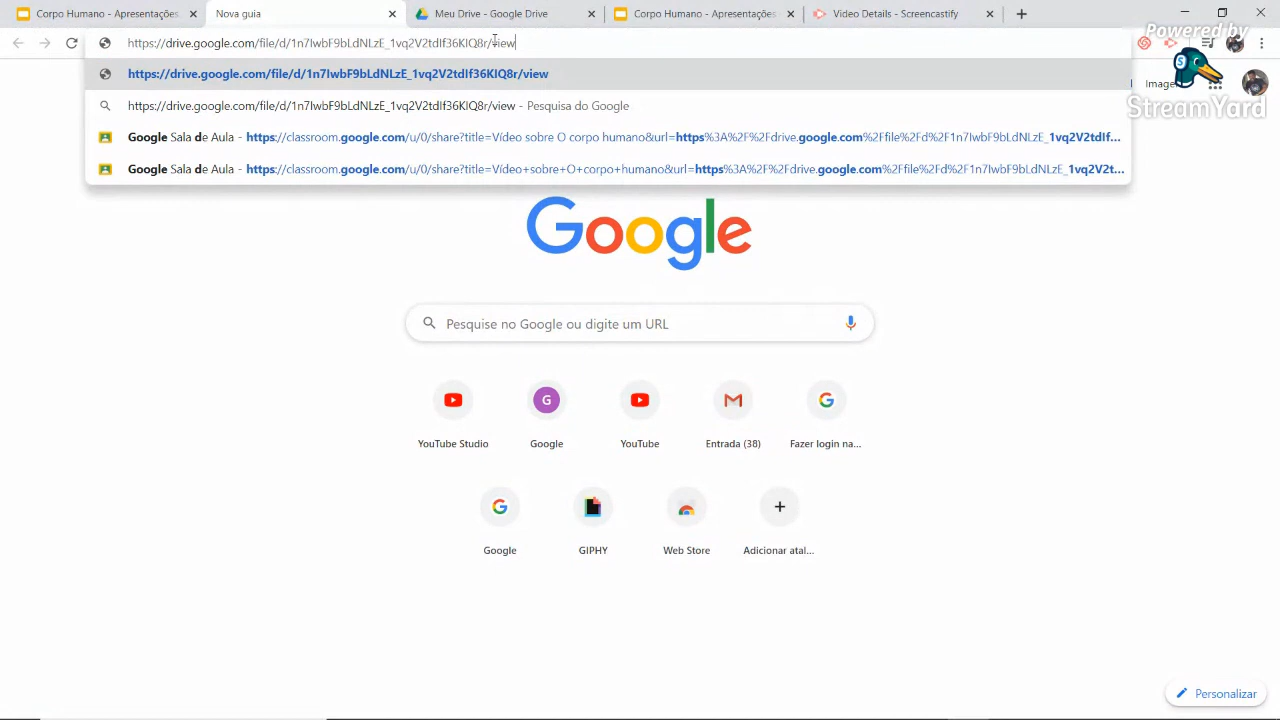 Corpo Humano - Apresentações
Nova guia
Meu Drive - Google Drive
Corpo Humano - Apresentações
Video Details - Screencastify
https://drive.google.com/file/d/1n7IwbF9bLdNLzE_1vq2V2tdIf36KIQ8r/view
https://drive.google.com/file/d/1n7IwbF9bLdNLzE_1vq2V2tdIf36KIQ8r/view
https://drive.google.com/file/d/1n7IwbF9bLdNLzE_1vq2V2tdIf36KIQ8r/view - Pesquisa do Google
Google Sala de Aula - https://classroom.google.com/u/0/share?title=Vídeo sobre O corpo humano&url=https%3A%2F%2Fdrive.google.com%2Ffile%2Fd%2F1n7IwbF9bLdNLzE_1vq2V2tdIf...
Google Sala de Aula - https://classroom.google.com/u/0/share?title=Vídeo+sobre+O+corpo+humano&url=https%3A%2F%2Fdrive.google.com%2Ffile%2Fd%2F1n7IwbF9bLdNLzE_1vq2V2t...
Powered by
StreamYard
Google
Pesquise no Google ou digite um URL
G
YouTube Studio
Google
YouTube
Entrada (38)
Fazer login na...
Google
GIPHY
Web Store
Adicionar atal...
Personalizar